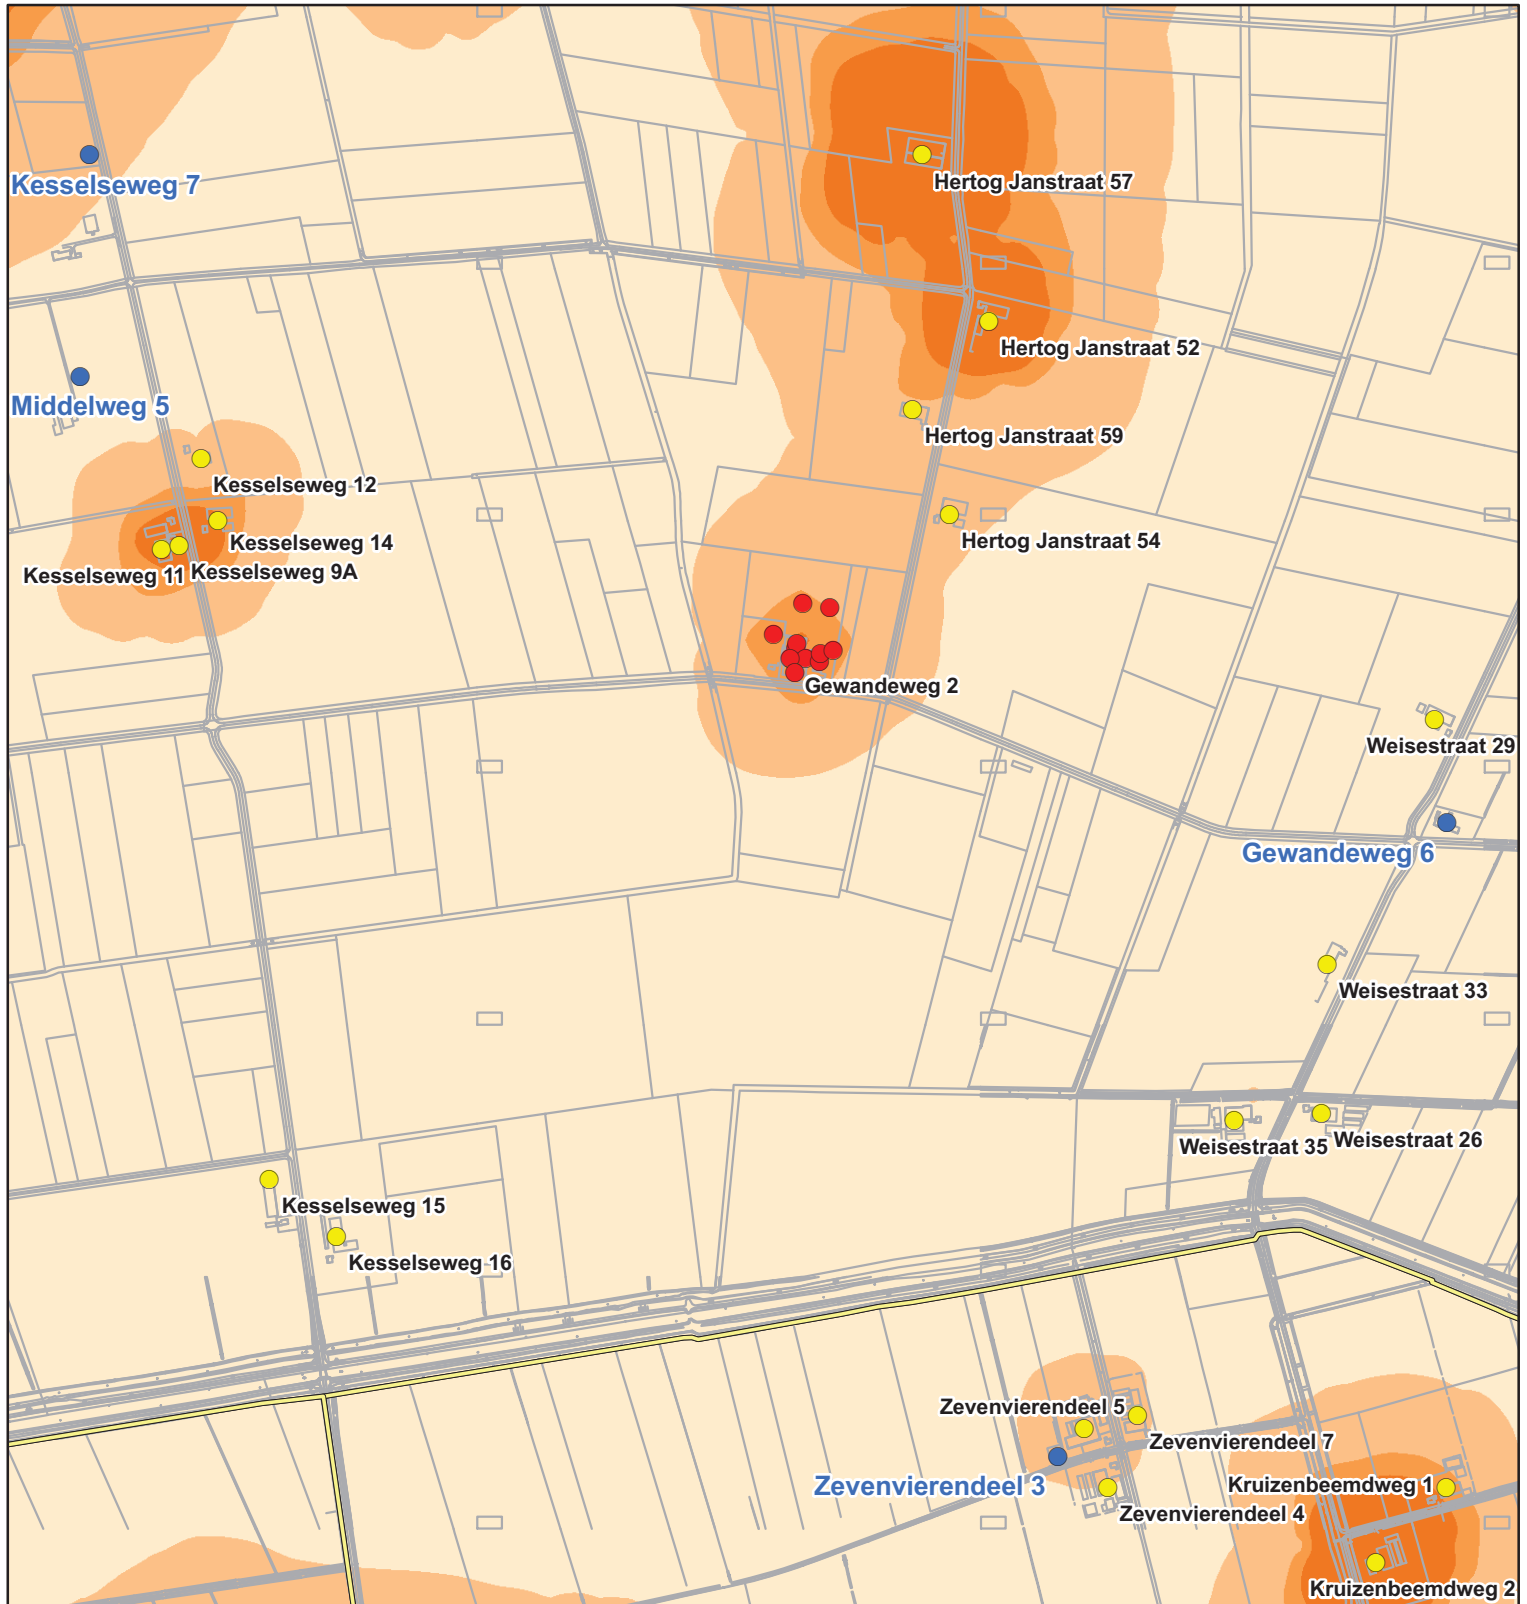 Kesselseweg 7
Hertog Janstraat 57
Hertog Janstraat 52
Middelweg 5
Hertog Janstraat 59
Kesselseweg 12
Kesselseweg 14
Hertog Janstraat 54
Kesselseweg 11
Kesselseweg 9A
Gewandeweg 2
Weisestraat 29
Gewandeweg 6
Weisestraat 33
Weisestraat 35
Weisestraat 26
Kesselseweg 15
Kesselseweg 16
Zevenvierendeel 5
Zevenvierendeel 7
Zevenvierendeel 3
Kruizenbeemdweg 1
Zevenvierendeel 4
Kruizenbeemdweg 2